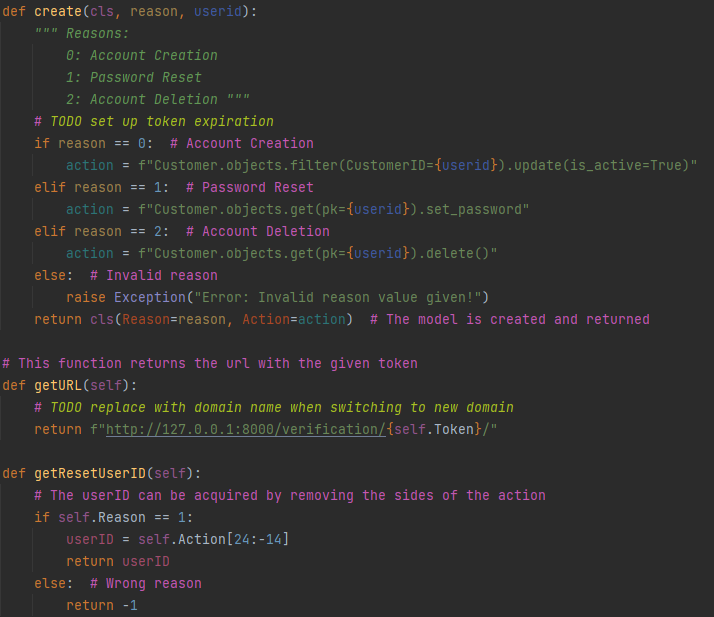 def create(cls, reason, userid):
    """ Reasons:
        0: Account Creation
        1: Password Reset
        2: Account Deletion """
    # TODO set up token expiration
    if reason == 0:  # Account Creation
        action = f"Customer.objects.filter(CustomerID={userid}).update(is_active=True)"
    elif reason == 1:  # Password Reset
        action = f"Customer.objects.get(pk={userid}).set_password"
    elif reason == 2:  # Account Deletion
        action = f"Customer.objects.get(pk={userid}).delete()"
    else:  # Invalid reason
        raise Exception("Error: Invalid reason value given!")
    return cls(Reason=reason, Action=action)  # The model is created and returned

# This function returns the url with the given token
def getURL(self):
    # TODO replace with domain name when switching to new domain
    return f"http://127.0.0.1:8000/verification/{self.Token}/"

def getResetUserID(self):
    # The userID can be acquired by removing the sides of the action
    if self.Reason == 1:
        userID = self.Action[24:-14]
        return userID
    else:  # Wrong reason
        return -1